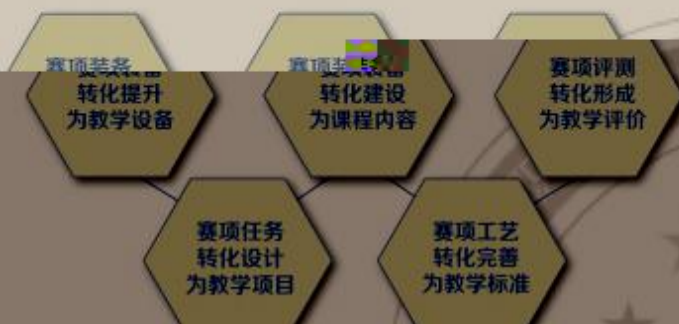 赛项装备
转化提升
为教学设备
赛项
转化建设
为课程内容
赛项评测
转化形成
为教学评价
赛项任务
转化设计
为教学项目
赛项工艺
转化完善
为教学标准